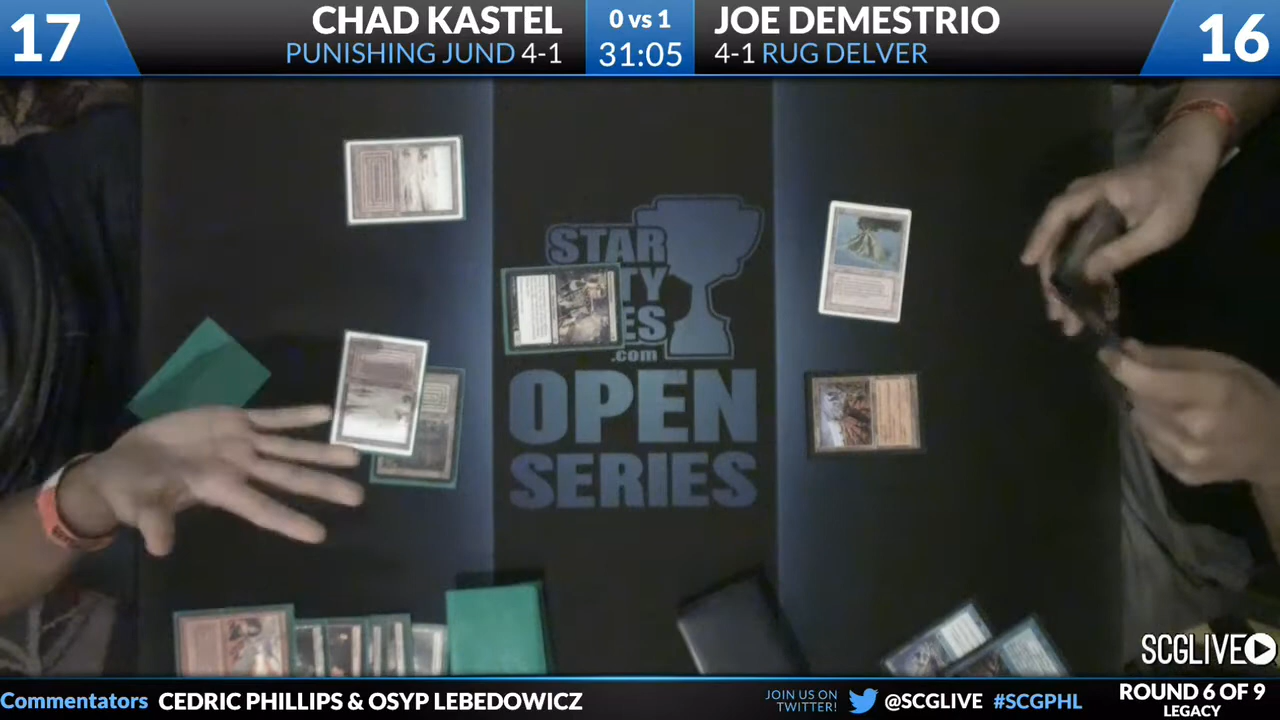 17
CHAD KASTEL
PUNISHING JUND 4-1
0 vs 1
31:05
JOE DEMESTRIO
4-1 RUG DELVER
16
STAR
TY
ES
.com
OPEN
SERIES
SCGLIVE
Commentators CEDRIC PHILLIPS & OSYP LEBEDOWICZ
JOIN US ON
TWITTER!
@SCGLIVE #SCGPHL
ROUND 6 OF 9
LEGACY